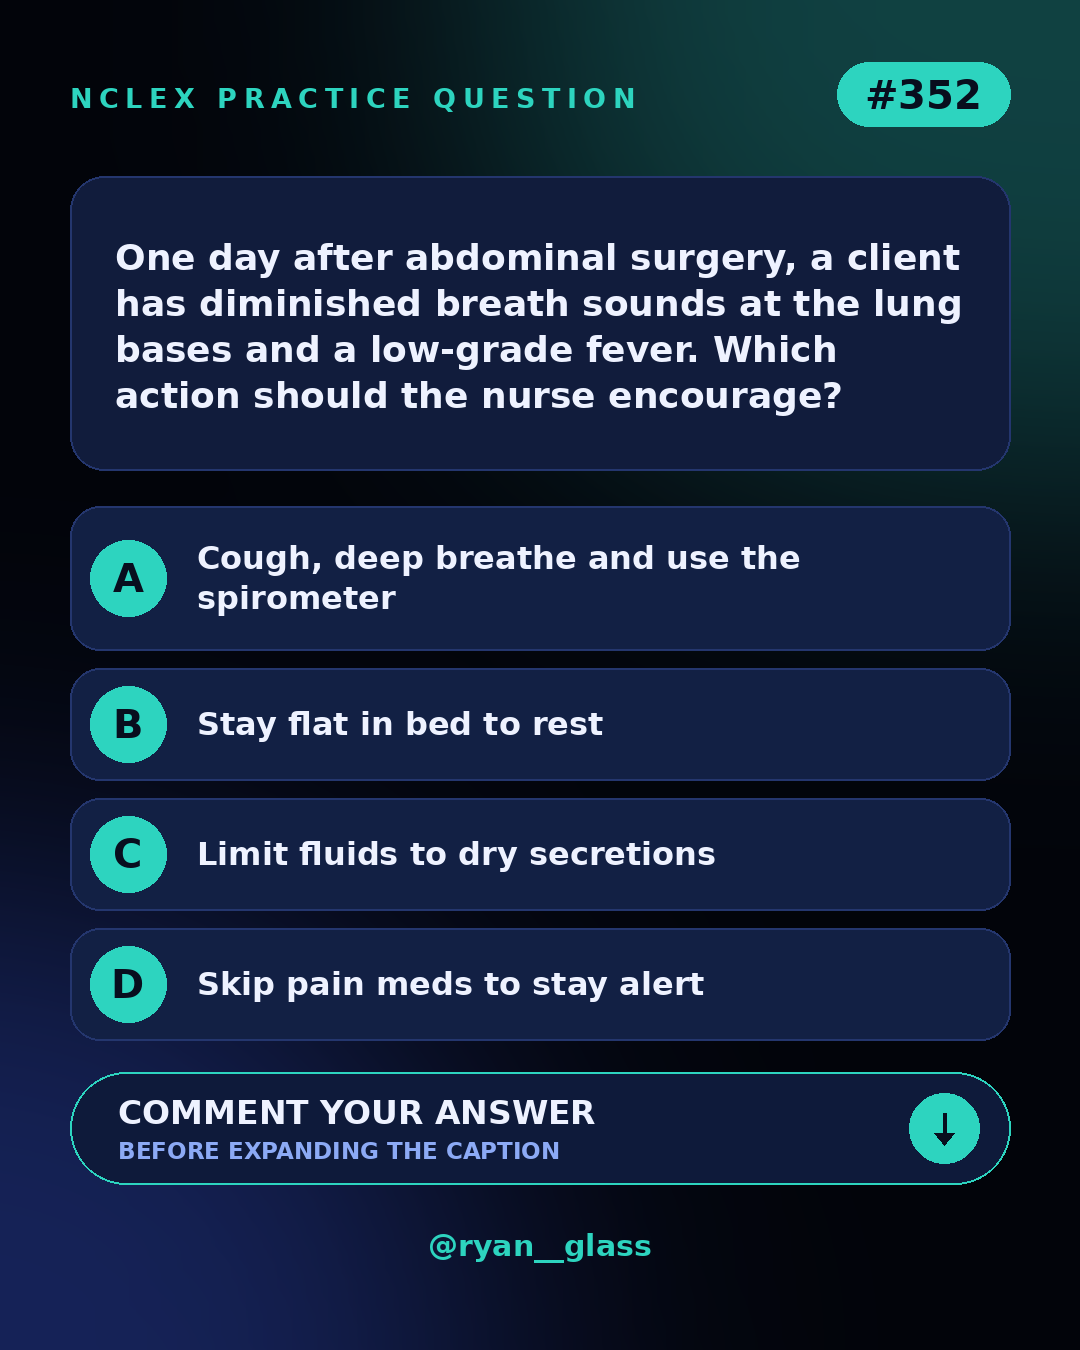 NCLEX PRACTICE QUESTION
#352
One day after abdominal surgery, a client
has diminished breath sounds at the lung
bases and a low-grade fever. Which
action should the nurse encourage?
A
Cough, deep breathe and use the
spirometer
B
Stay flat in bed to rest
C
Limit fluids to dry secretions
D
Skip pain meds to stay alert
COMMENT YOUR ANSWER
BEFORE EXPANDING THE CAPTION
@ryan__glass